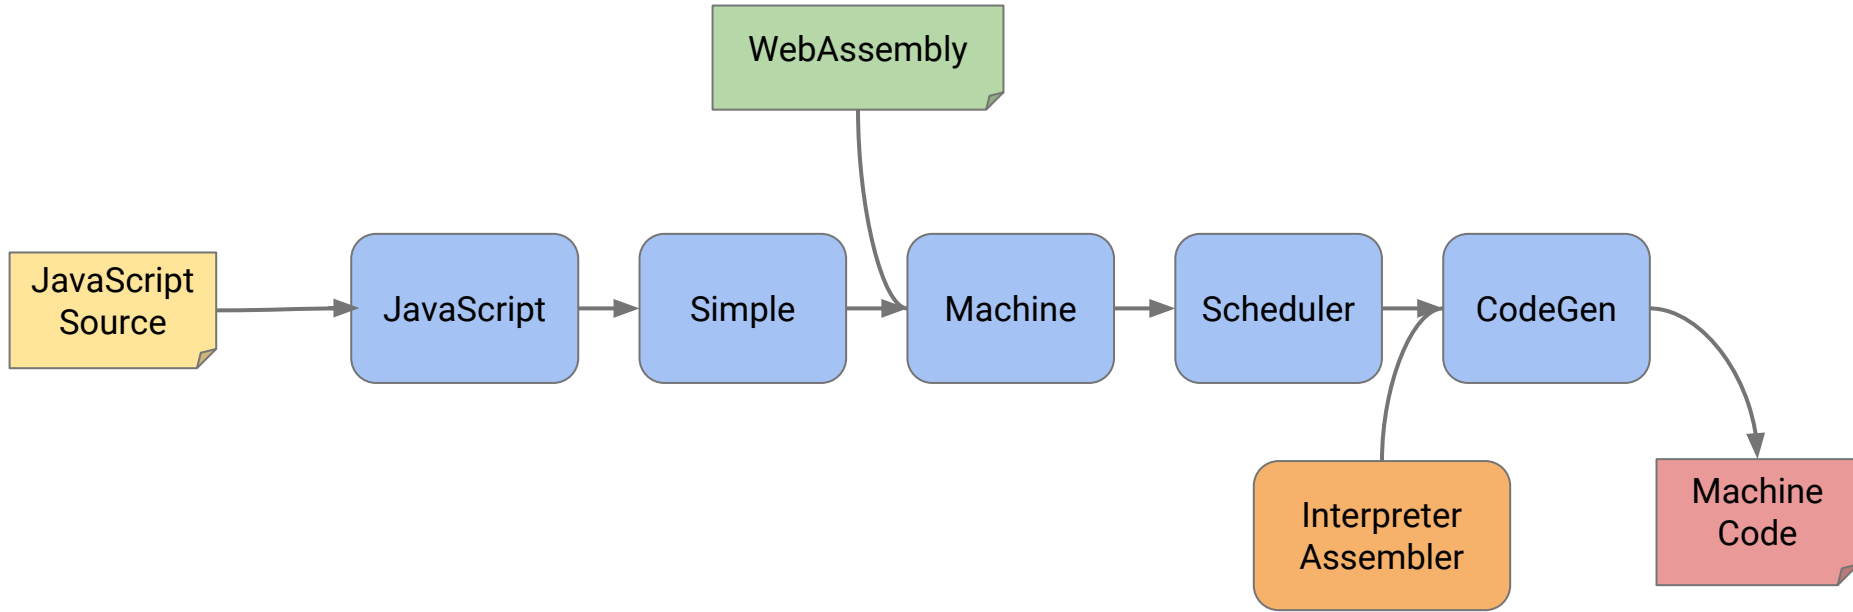 WebAssembly
JavaScript
Source
JavaScript
Simple
Machine
Scheduler
CodeGen
Interpreter
Assembler
Machine
Code